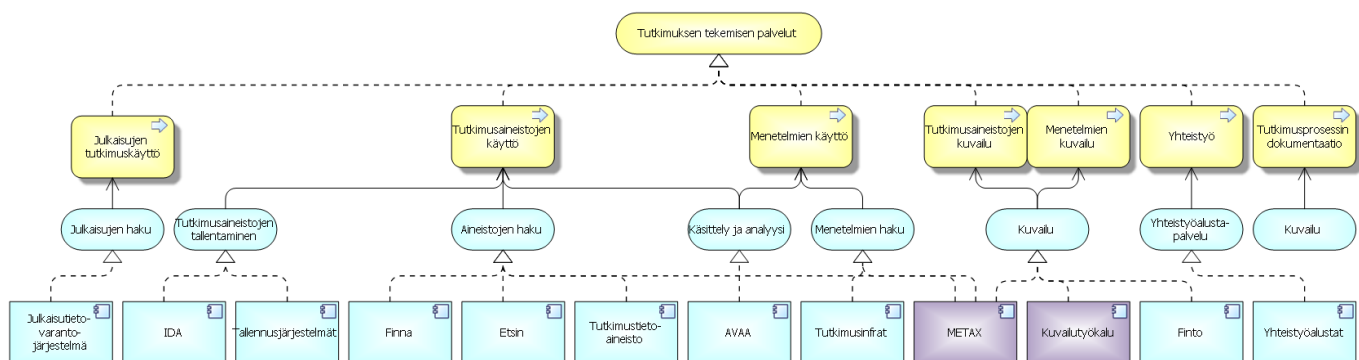 Tutkimuksen tekemisen palvelut
Julkaisujen
tutkimuskäyttö
Tutkimusaineistojen
käyttö
Menetelmien käyttö
Tutkimusaineistojen
kuvailu
Menetelmien
kuvailu
Yhteistyö
Tutkimusprosessin
dokumentaatio
Julkaisujen haku
Tutkimusaineistojen
tallentaminen
Aineistojen haku
Käsittely ja analyysi
Menetelmien haku
Kuvailu
Yhteistyöalusta-
palvelu
Kuvailu
Julkaisutieto-
varanto-
järjestelmä
IDA
Tallennusjärjestelmät
Finna
Etsin
Tutkimustieto-
aineisto
AVAA
Tutkimusinfrat
METAX
Kuvailutyökalu
Finto
Yhteistyöalustat